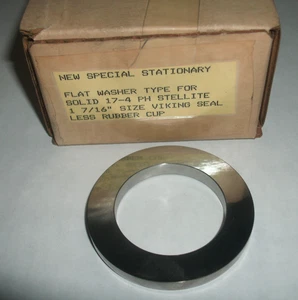 NEW SPECIAL STATIONARY
FLAT WASHER TYPE FOR
SOLID 17-4 PH STELLITE
1 7/16" SIZE VIKING SEAL
LESS RUBBER CUP